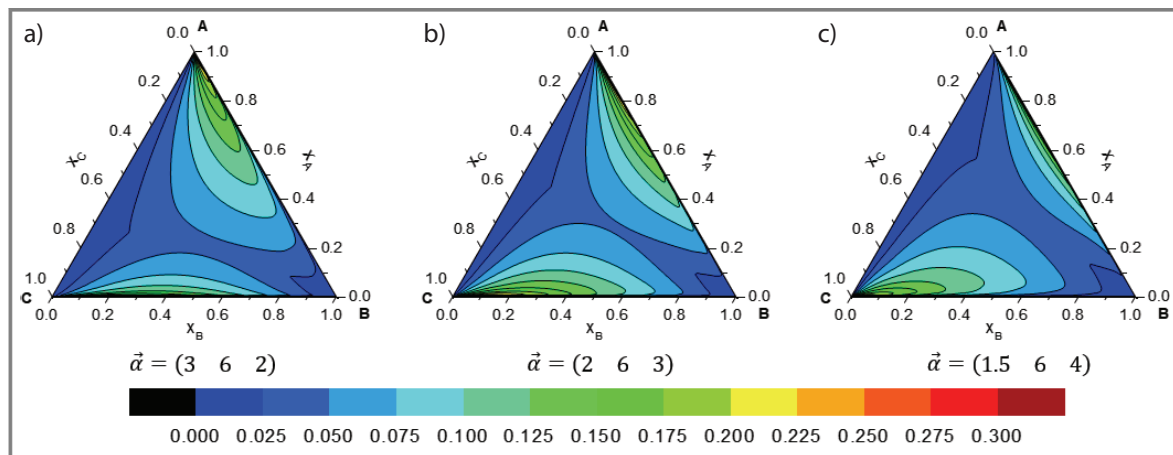 a) b) c)
A A A
0.0 1.0 0.0 1.0 0.0 1.0
0.2 0.8 0.2 0.8 0.2 0.8
0.4 0.6 0.4 0.6 0.4 0.6
X_C X_A X_C X_A X_C X_A
0.6 0.4 0.6 0.4 0.6 0.4
0.8 0.2 0.8 0.2 0.8 0.2
1.0 1.0 1.0
C 0.0 C 0.0 C 0.0
0.0 0.2 0.4 0.6 0.8 1.0 B 0.0 0.2 0.4 0.6 0.8 1.0 B 0.0 0.2 0.4 0.6 0.8 1.0 B
X_B X_B X_B
α⃗ = (3 6 2) α⃗ = (2 6 3) α⃗ = (1.5 6 4)
0.000 0.025 0.050 0.075 0.100 0.125 0.150 0.175 0.200 0.225 0.250 0.275 0.300